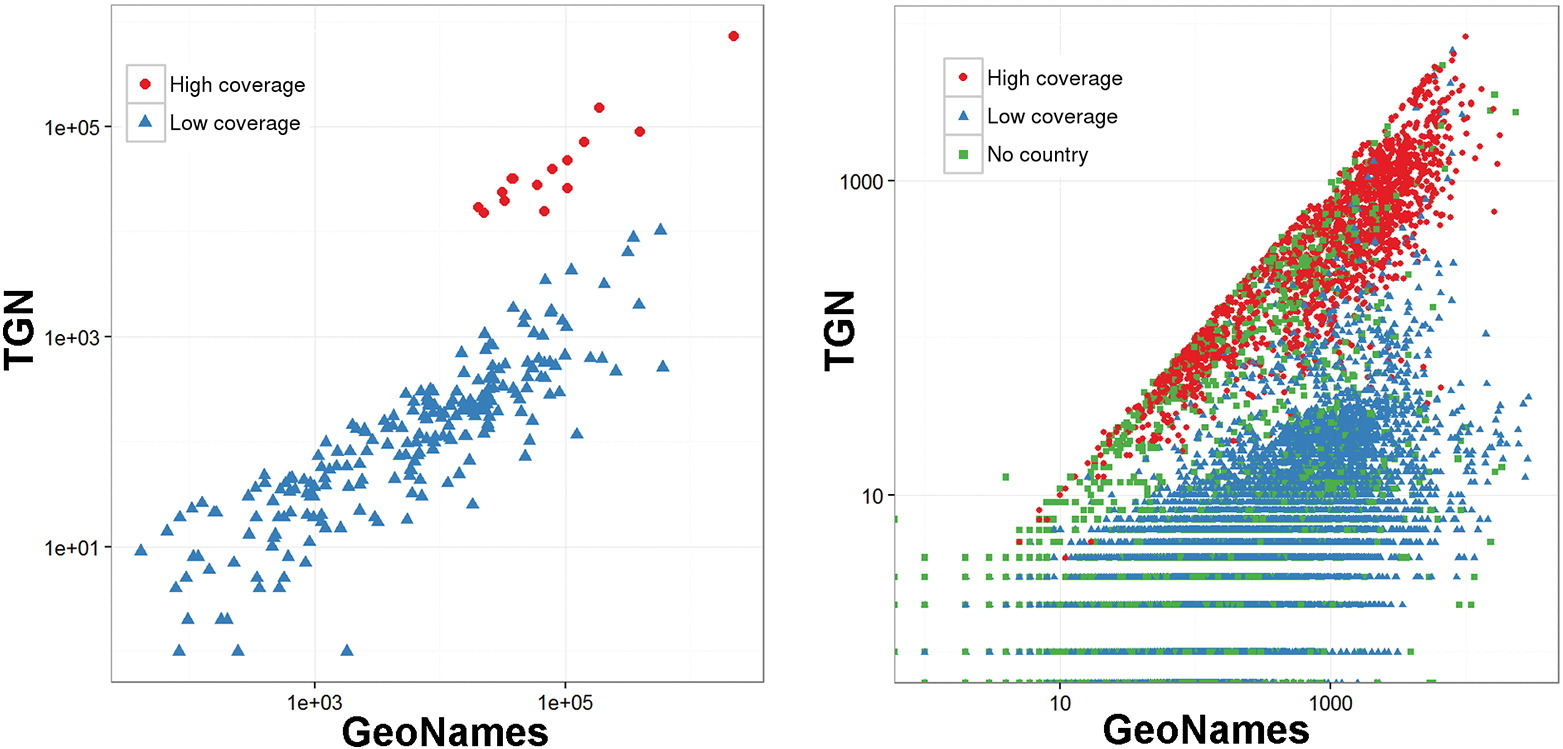 High coverage
Low coverage
1e+05
1e+03
1e+01
TGN
1e+03
1e+05
GeoNames
High coverage
Low coverage
No country
1000
10
TGN
10
1000
GeoNames